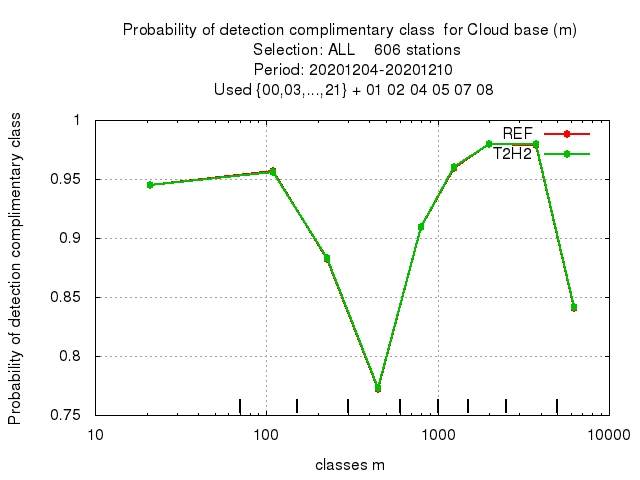 Probability of detection complimentary class  for Cloud base (m)
Selection: ALL    606 stations
Period: 20201204-20201210
Used {00,03,...,21} + 01 02 04 05 07 08
Probability of detection complimentary class
1
0.95
0.9
0.85
0.8
0.75
REF
T2H2
10 100 1000 10000
classes m